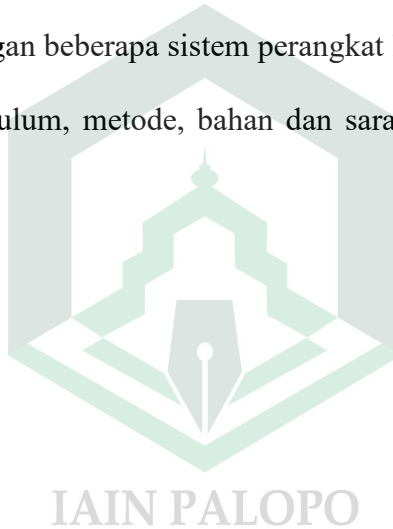 gan beberapa sistem perangkat
ulum, metode, bahan dan sara
IAIN PALOPO